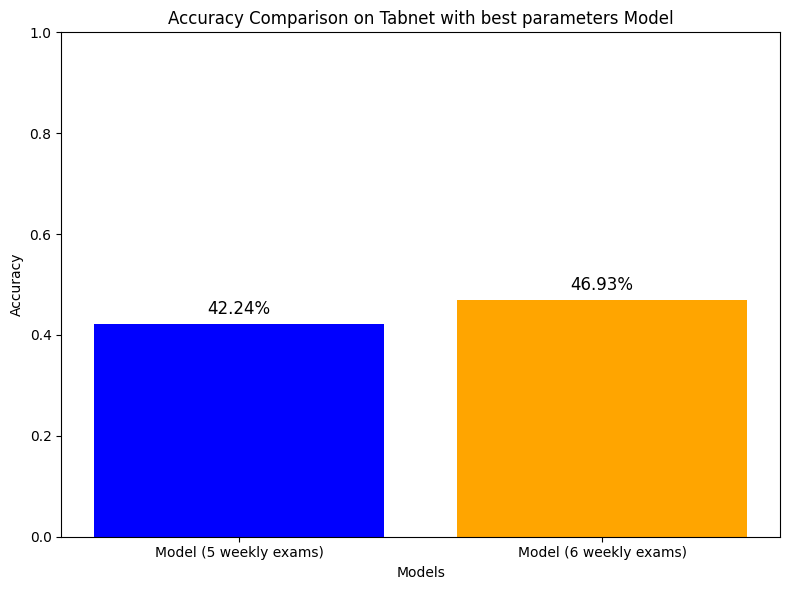 Accuracy Comparison on Tabnet with best parameters Model
1.0
0.8
0.6
0.4
0.2
0.0
Accuracy
42.24%
46.93%
Model (5 weekly exams)
Model (6 weekly exams)
Models